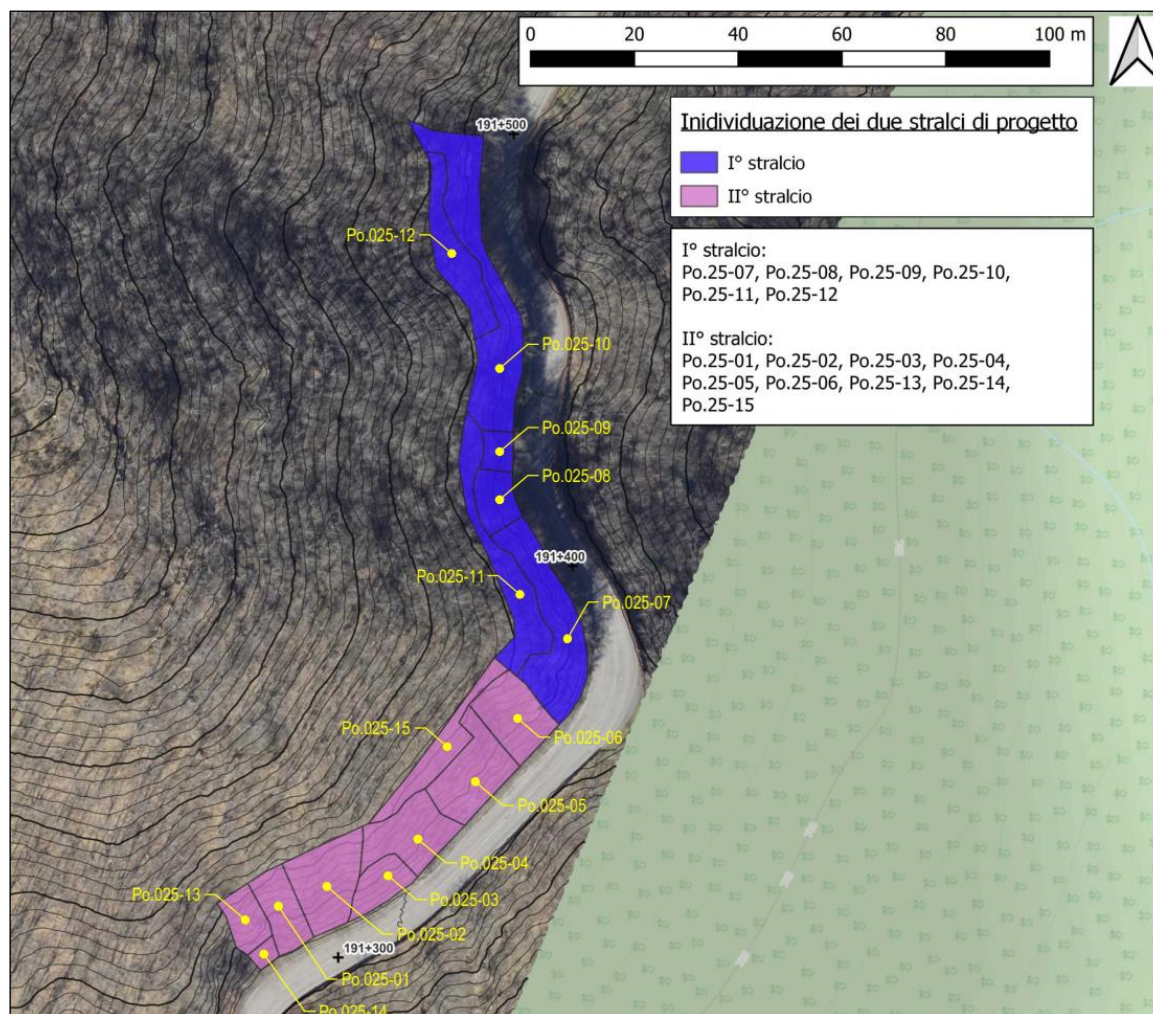 0 20 40 60 80 100 m
Inidividuazione dei due stralci di progetto
I° stralcio
II° stralcio
I° stralcio:
Po.25-07, Po.25-08, Po.25-09, Po.25-10,
Po.25-11, Po.25-12
II° stralcio:
Po.25-01, Po.25-02, Po.25-03, Po.25-04,
Po.25-05, Po.25-06, Po.25-13, Po.25-14,
Po.25-15
191+500
Po.025-12
Po.025-10
Po.025-09
Po.025-08
191+400
Po.025-11
Po.025-07
Po.025-15
Po.025-06
Po.025-05
Po.025-04
Po.025-13
Po.025-03
Po.025-02
191+300
Po.025-01
Po.025-14